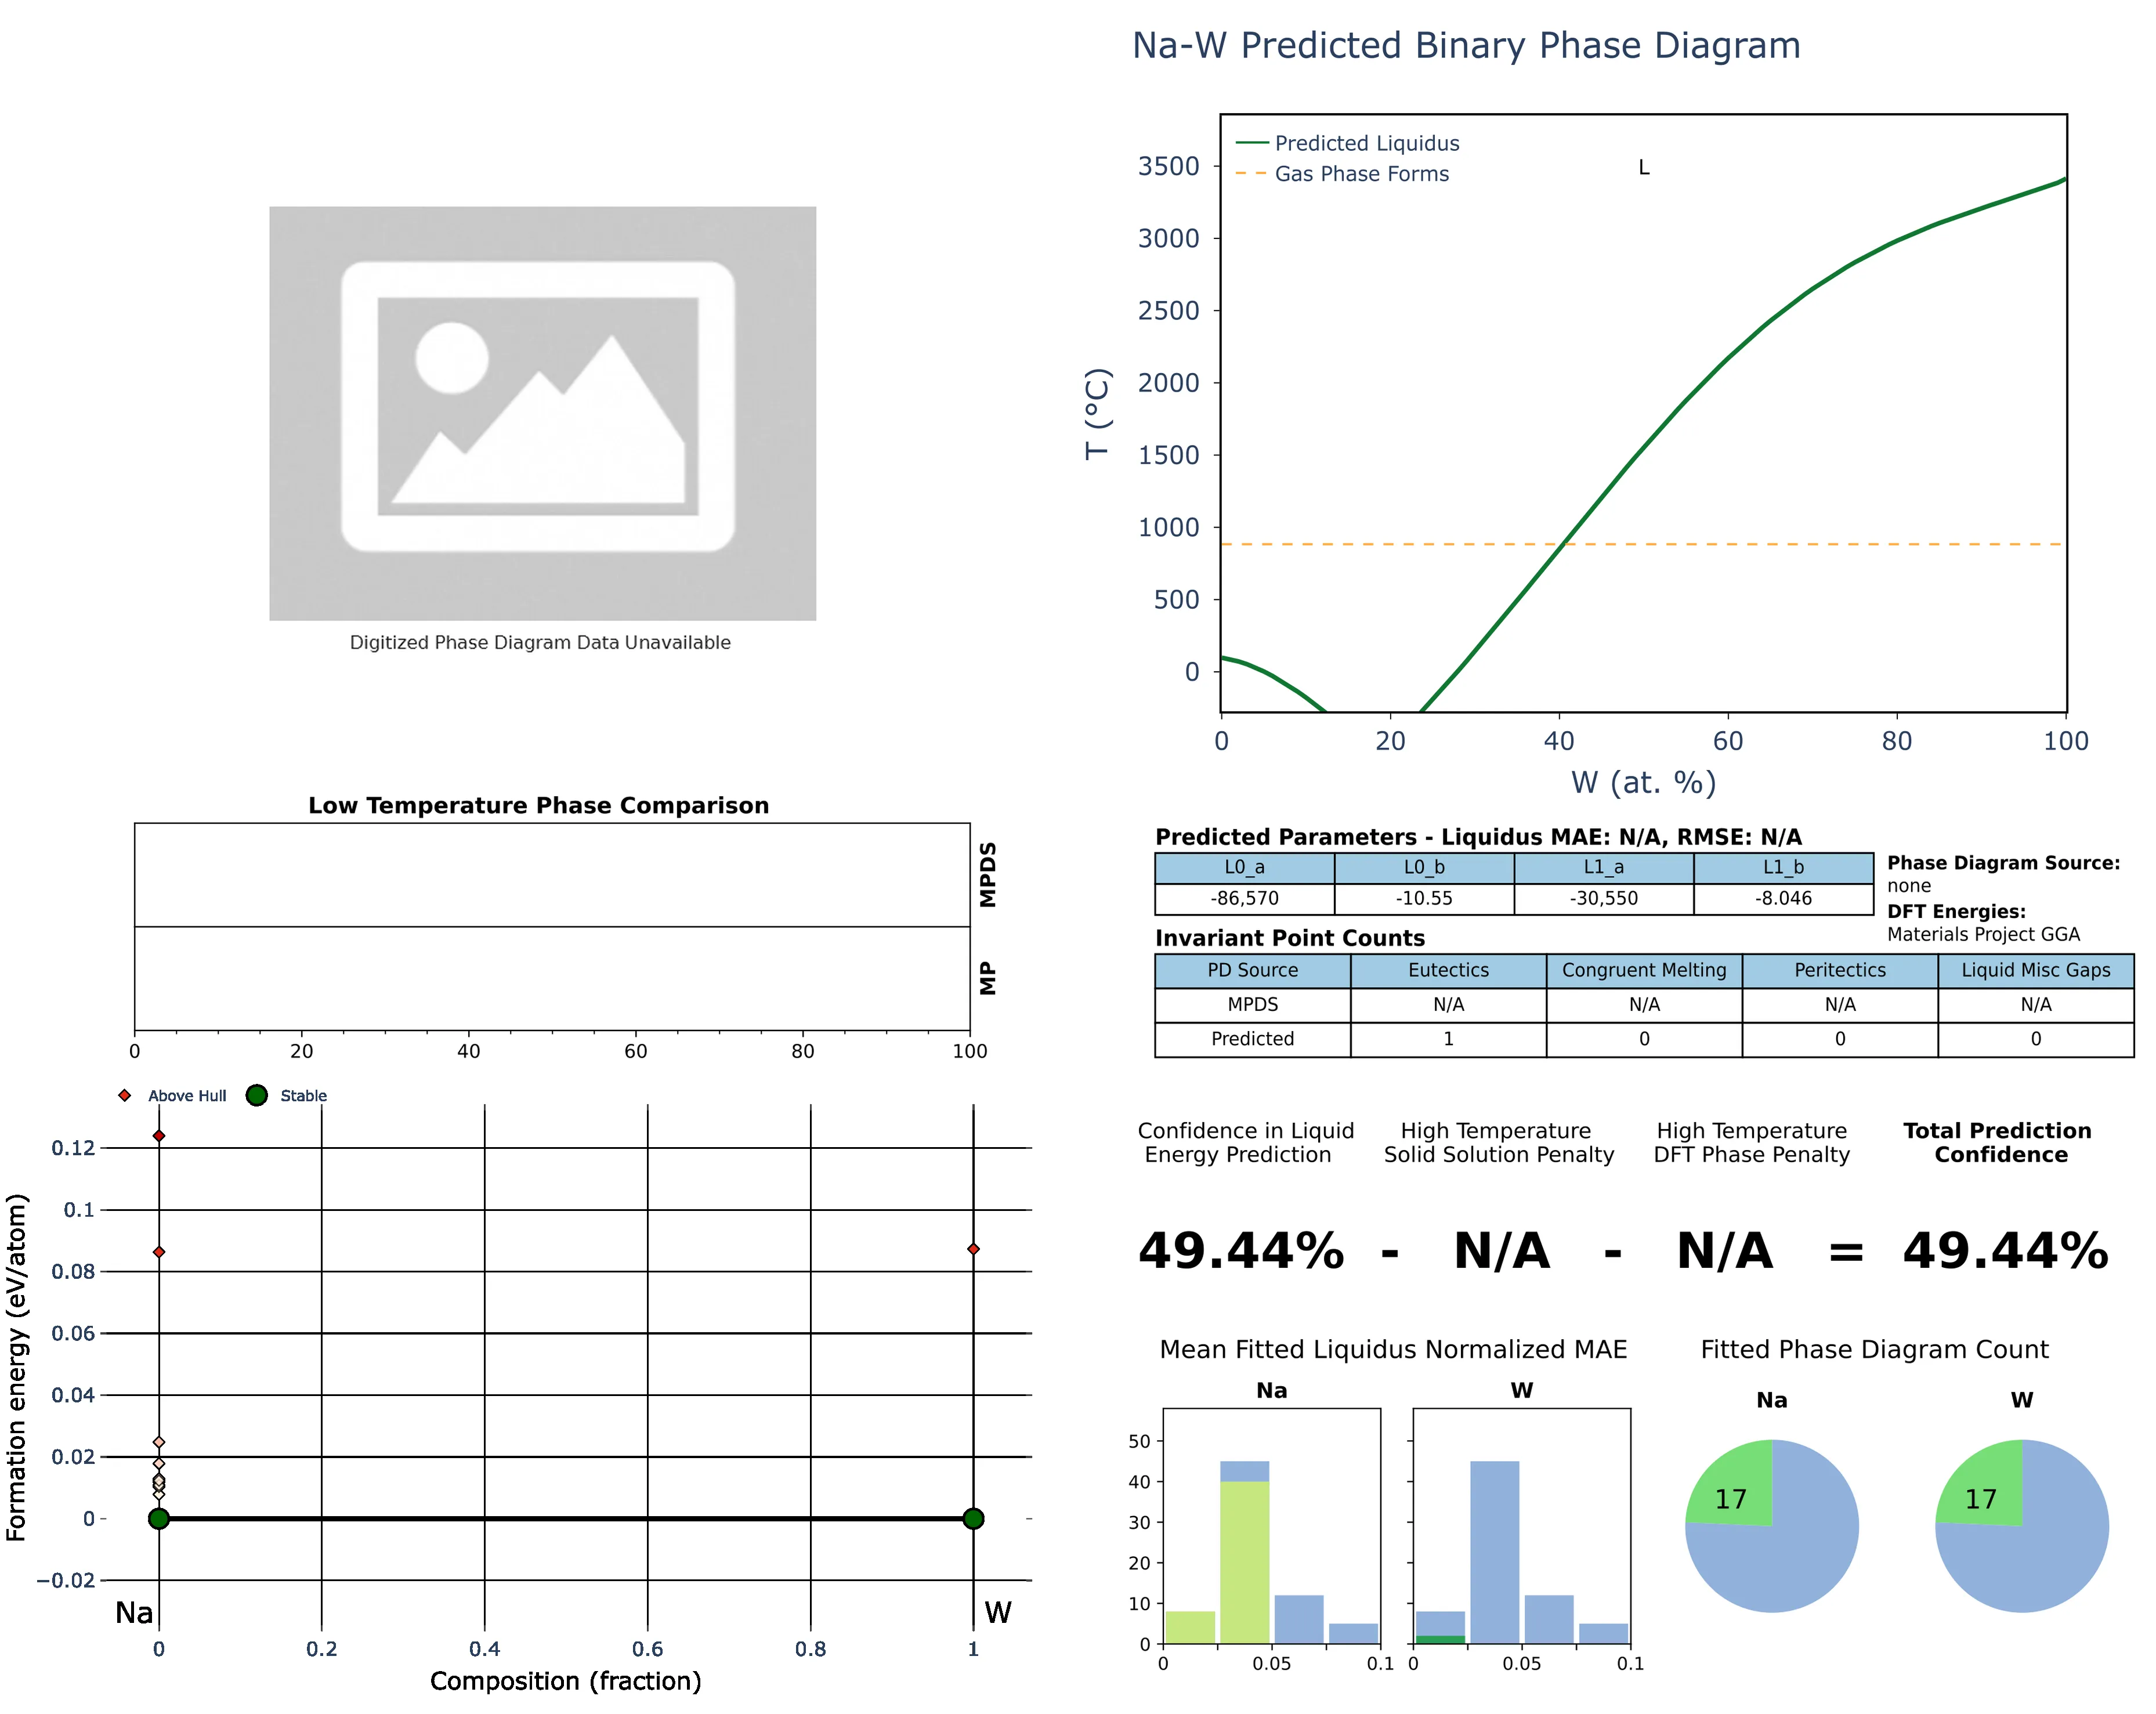 Na-W Predicted Binary Phase Diagram
Predicted Liquidus
Gas Phase Forms
L
3500
3000
2500
2000
1500
1000
500
0
T (°C)
0 20 40 60 80 100
W (at. %)
Digitized Phase Diagram Data Unavailable
Low Temperature Phase Comparison
MPDS
MP
0 20 40 60 80 100
Predicted Parameters - Liquidus MAE: N/A, RMSE: N/A
L0_a L0_b L1_a L1_b
-86,570 -10.55 -30,550 -8.046
Phase Diagram Source:
none
DFT Energies:
Materials Project GGA
Invariant Point Counts
PD Source Eutectics Congruent Melting Peritectics Liquid Misc Gaps
MPDS N/A N/A N/A N/A
Predicted 1 0 0 0
Above Hull Stable
0.12
0.1
0.08
0.06
0.04
0.02
0
−0.02
Formation energy (eV/atom)
Na W
0 0.2 0.4 0.6 0.8 1
Composition (fraction)
Confidence in Liquid
Energy Prediction
High Temperature
Solid Solution Penalty
High Temperature
DFT Phase Penalty
Total Prediction
Confidence
49.44% - N/A - N/A = 49.44%
Mean Fitted Liquidus Normalized MAE
Na W
50
40
30
20
10
0
0 0.05 0.1 0 0.05 0.1
Fitted Phase Diagram Count
Na W
17 17